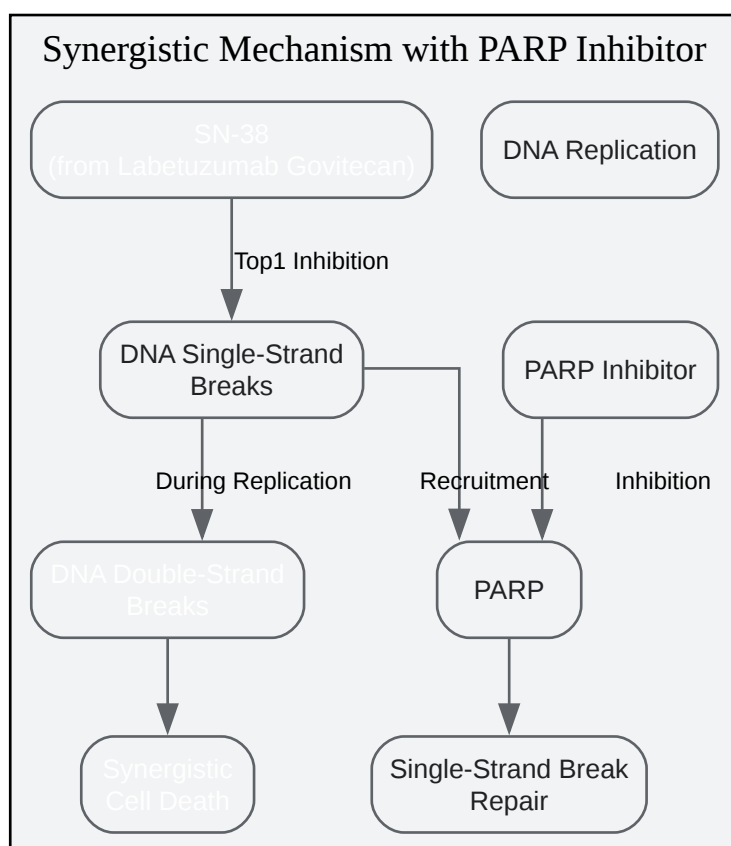 Synergistic Mechanism with PARP Inhibitor
SN-38
(from Labetuzumab Govitecan)
DNA Replication
Top1 Inhibition
DNA Single-Strand
Breaks
PARP Inhibitor
During Replication
Recruitment
Inhibition
DNA Double-Strand
Breaks
PARP
Synergistic
Cell Death
Single-Strand Break
Repair